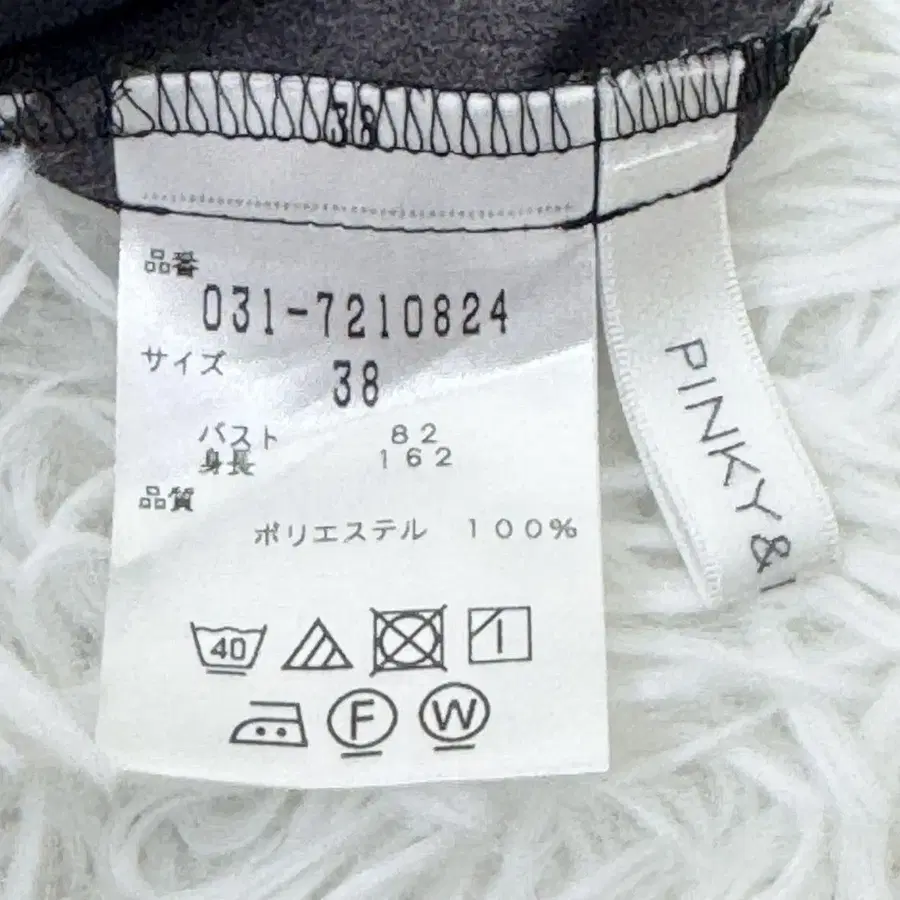 38
品番
031-7210824
サイズ
38
バスト 82
身長 162
品質
ポリエステル 100%
40
F W
PINKY &